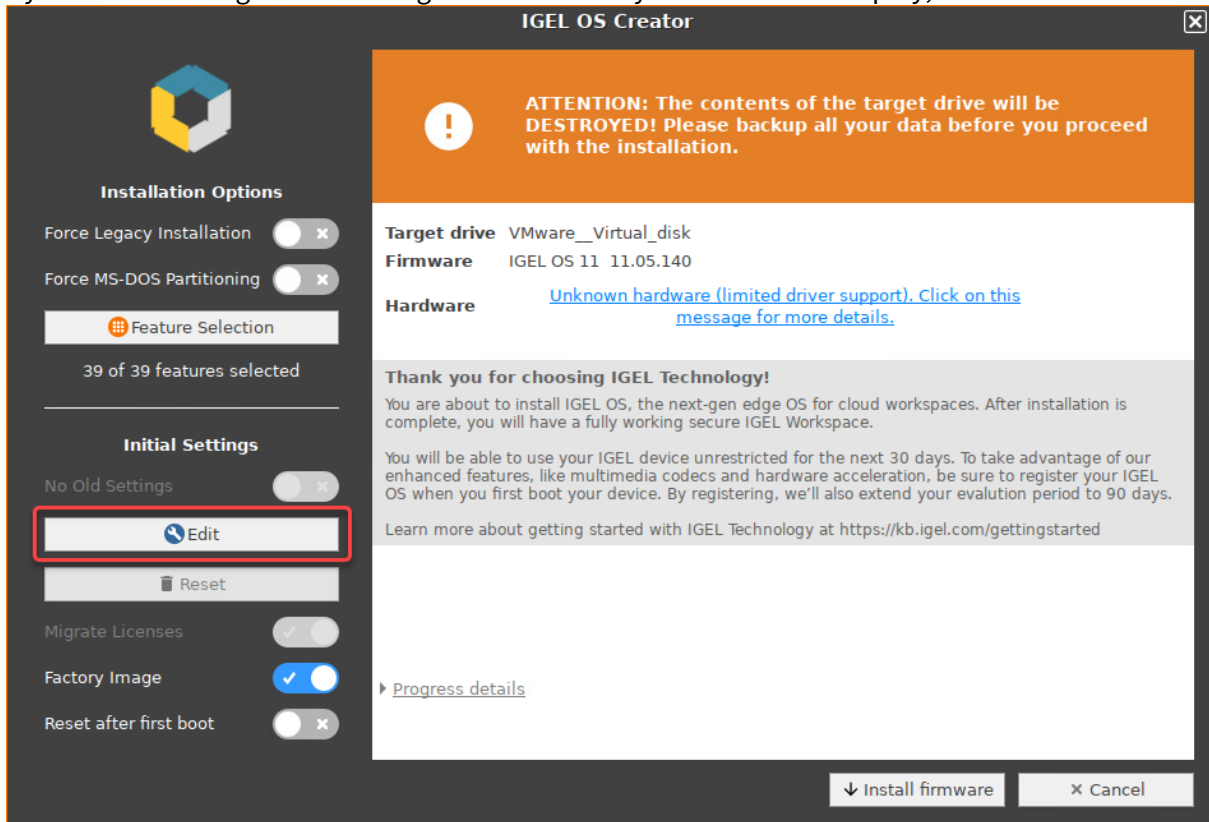 IGEL OS Creator
ATTENTION: The contents of the target drive will be
DESTROYED! Please backup all your data before you proceed
with the installation.
Installation Options
Force Legacy Installation
Force MS-DOS Partitioning
Feature Selection
39 of 39 features selected
Initial Settings
No Old Settings
Edit
Reset
Migrate Licenses
Factory Image
Reset after first boot
Target drive VMware__Virtual_disk
Firmware IGEL OS 11 11.05.140
Hardware Unknown hardware (limited driver support). Click on this
message for more details.
Thank you for choosing IGEL Technology!
You are about to install IGEL OS, the next-gen edge OS for cloud workspaces. After installation is
complete, you will have a fully working secure IGEL Workspace.
You will be able to use your IGEL device unrestricted for the next 30 days. To take advantage of our
enhanced features, like multimedia codecs and hardware acceleration, be sure to register your IGEL
OS when you first boot your device. By registering, we'll also extend your evalution period to 90 days.
Learn more about getting started with IGEL Technology at https://kb.igel.com/gettingstarted
Progress details
Install firmware
Cancel